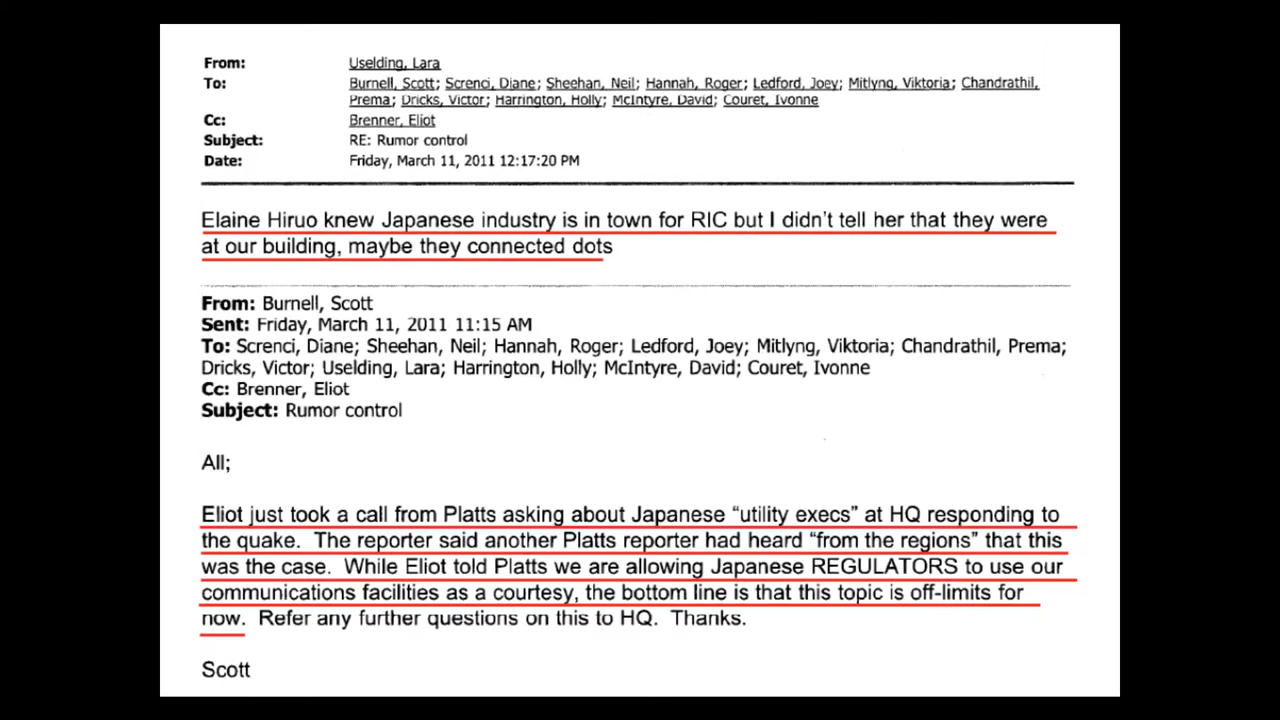 From: Uselding, Lara
To: Burnell, Scott; Screnci, Diane; Sheehan, Neil; Hannah, Roger; Ledford, Joey; Mitlyng, Viktoria; Chandrathil,
Prema; Dricks, Victor; Harrington, Holly; McIntyre, David; Couret, Ivonne
Cc: Brenner, Eliot
Subject: RE: Rumor control
Date: Friday, March 11, 2011 12:17:20 PM
Elaine Hiruo knew Japanese industry is in town for RIC but I didn't tell her that they were
at our building, maybe they connected dots
From: Burnell, Scott
Sent: Friday, March 11, 2011 11:15 AM
To: Screnci, Diane; Sheehan, Neil; Hannah, Roger; Ledford, Joey; Mitlyng, Viktoria; Chandrathil, Prema;
Dricks, Victor; Uselding, Lara; Harrington, Holly; McIntyre, David; Couret, Ivonne
Cc: Brenner, Eliot
Subject: Rumor control
All;
Eliot just took a call from Platts asking about Japanese “utility execs” at HQ responding to
the quake.  The reporter said another Platts reporter had heard “from the regions” that this
was the case.  While Eliot told Platts we are allowing Japanese REGULATORS to use our
communications facilities as a courtesy, the bottom line is that this topic is off-limits for
now.  Refer any further questions on this to HQ.  Thanks.
Scott